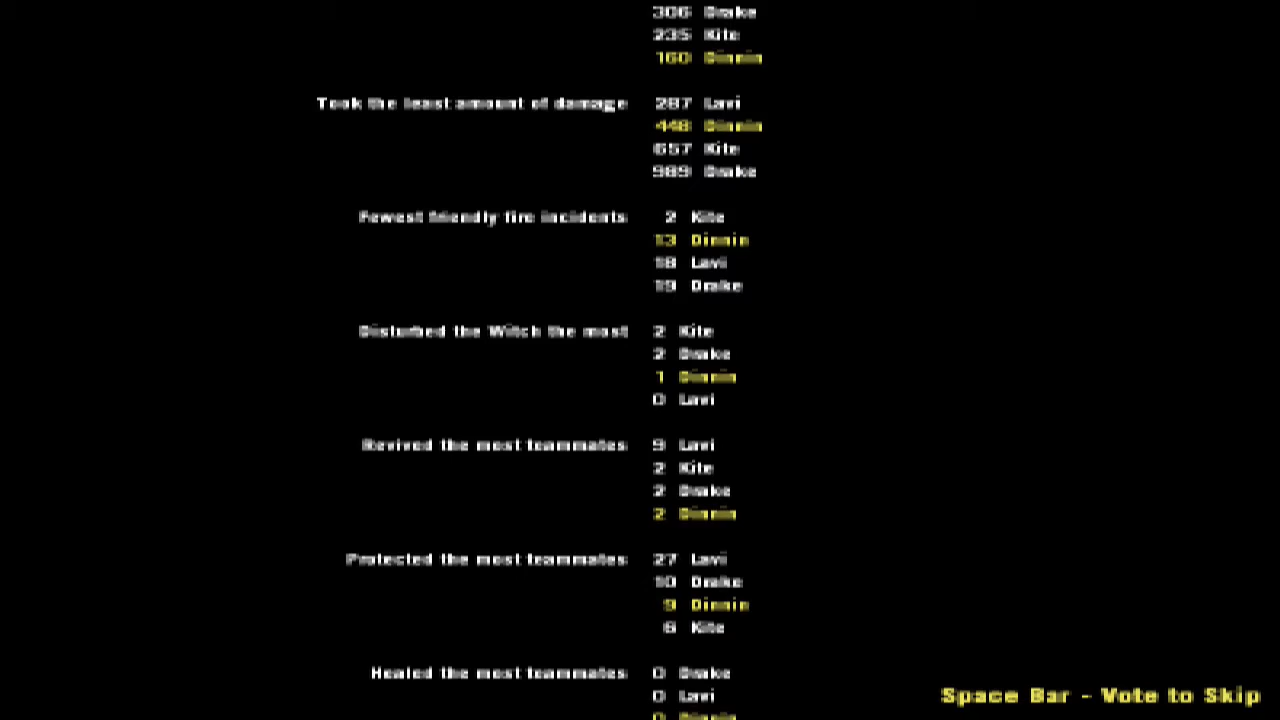 306 Drake
235 Kite
160 Dinnin
Took the least amount of damage 287 Lavi
448 Dinnin
657 Kite
989 Drake
Fewest friendly fire incidents 2 Kite
13 Dinnin
18 Lavi
19 Drake
Disturbed the Witch the most 2 Kite
2 Drake
1 Dinnin
0 Lavi
Revived the most teammates 9 Lavi
2 Kite
2 Drake
2 Dinnin
Protected the most teammates 27 Lavi
10 Drake
9 Dinnin
6 Kite
Healed the most teammates 0 Drake
0 Lavi
0 Dinnin
Space Bar - Vote to Skip